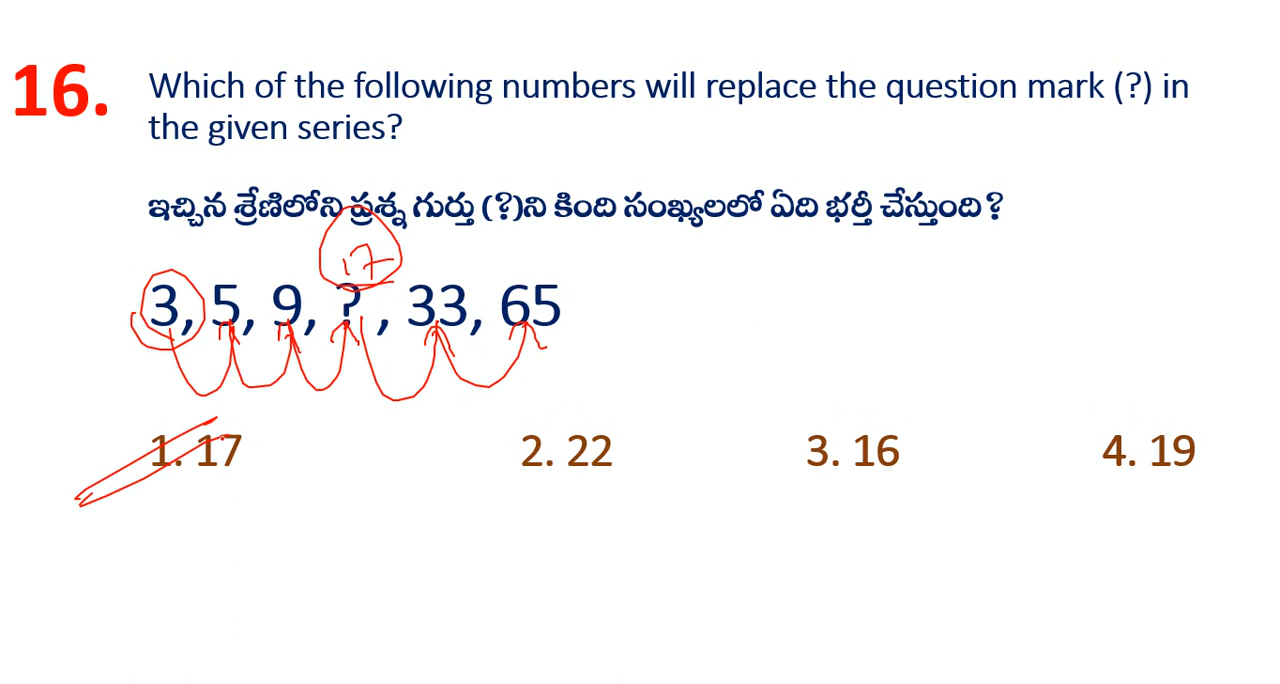 16. Which of the following numbers will replace the question mark (?) in
the given series?
ఇచ్చిన శ్రేణిలోని ప్రశ్న గుర్తు (?)ని కింది సంఖ్యలలో ఏది భర్తీ చేస్తుంది?
17
3, 5, 9, ? , 33, 65
1. 17 2. 22 3. 16 4. 19